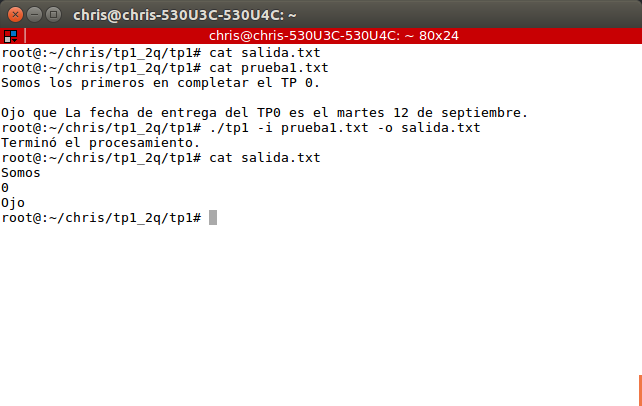 chris@chris-530U3C-530U4C: ~
chris@chris-530U3C-530U4C: ~ 80x24
root@:~/chris/tp1_2q/tp1# cat salida.txt
root@:~/chris/tp1_2q/tp1# cat prueba1.txt
Somos los primeros en completar el TP 0.

Ojo que La fecha de entrega del TP0 es el martes 12 de septiembre.
root@:~/chris/tp1_2q/tp1# ./tp1 -i prueba1.txt -o salida.txt
Terminó el procesamiento.
root@:~/chris/tp1_2q/tp1# cat salida.txt
Somos
0
Ojo
root@:~/chris/tp1_2q/tp1#